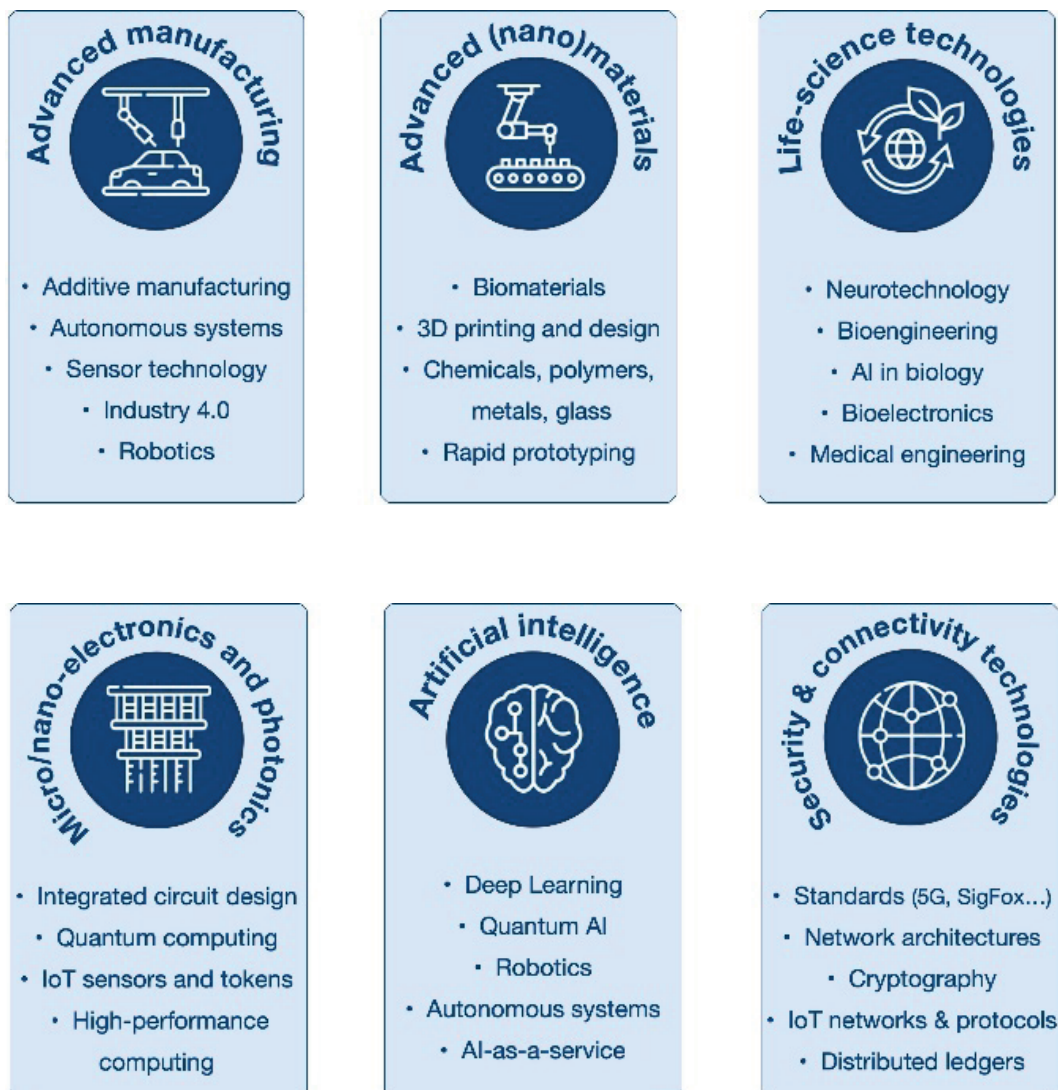 Advanced manufacturing
• Additive manufacturing
• Autonomous systems
• Sensor technology
• Industry 4.0
• Robotics
Advanced (nano)materials
• Biomaterials
• 3D printing and design
• Chemicals, polymers,
metals, glass
• Rapid prototyping
Life-science technologies
• Neurotechnology
• Bioengineering
• AI in biology
• Bioelectronics
• Medical engineering
Micro/nano-electronics and photonics
• Integrated circuit design
• Quantum computing
• IoT sensors and tokens
• High-performance
computing
Artificial intelligence
• Deep Learning
• Quantum AI
• Robotics
• Autonomous systems
• AI-as-a-service
Security & connectivity technologies
• Standards (5G, SigFox...)
• Network architectures
• Cryptography
• IoT networks & protocols
• Distributed ledgers